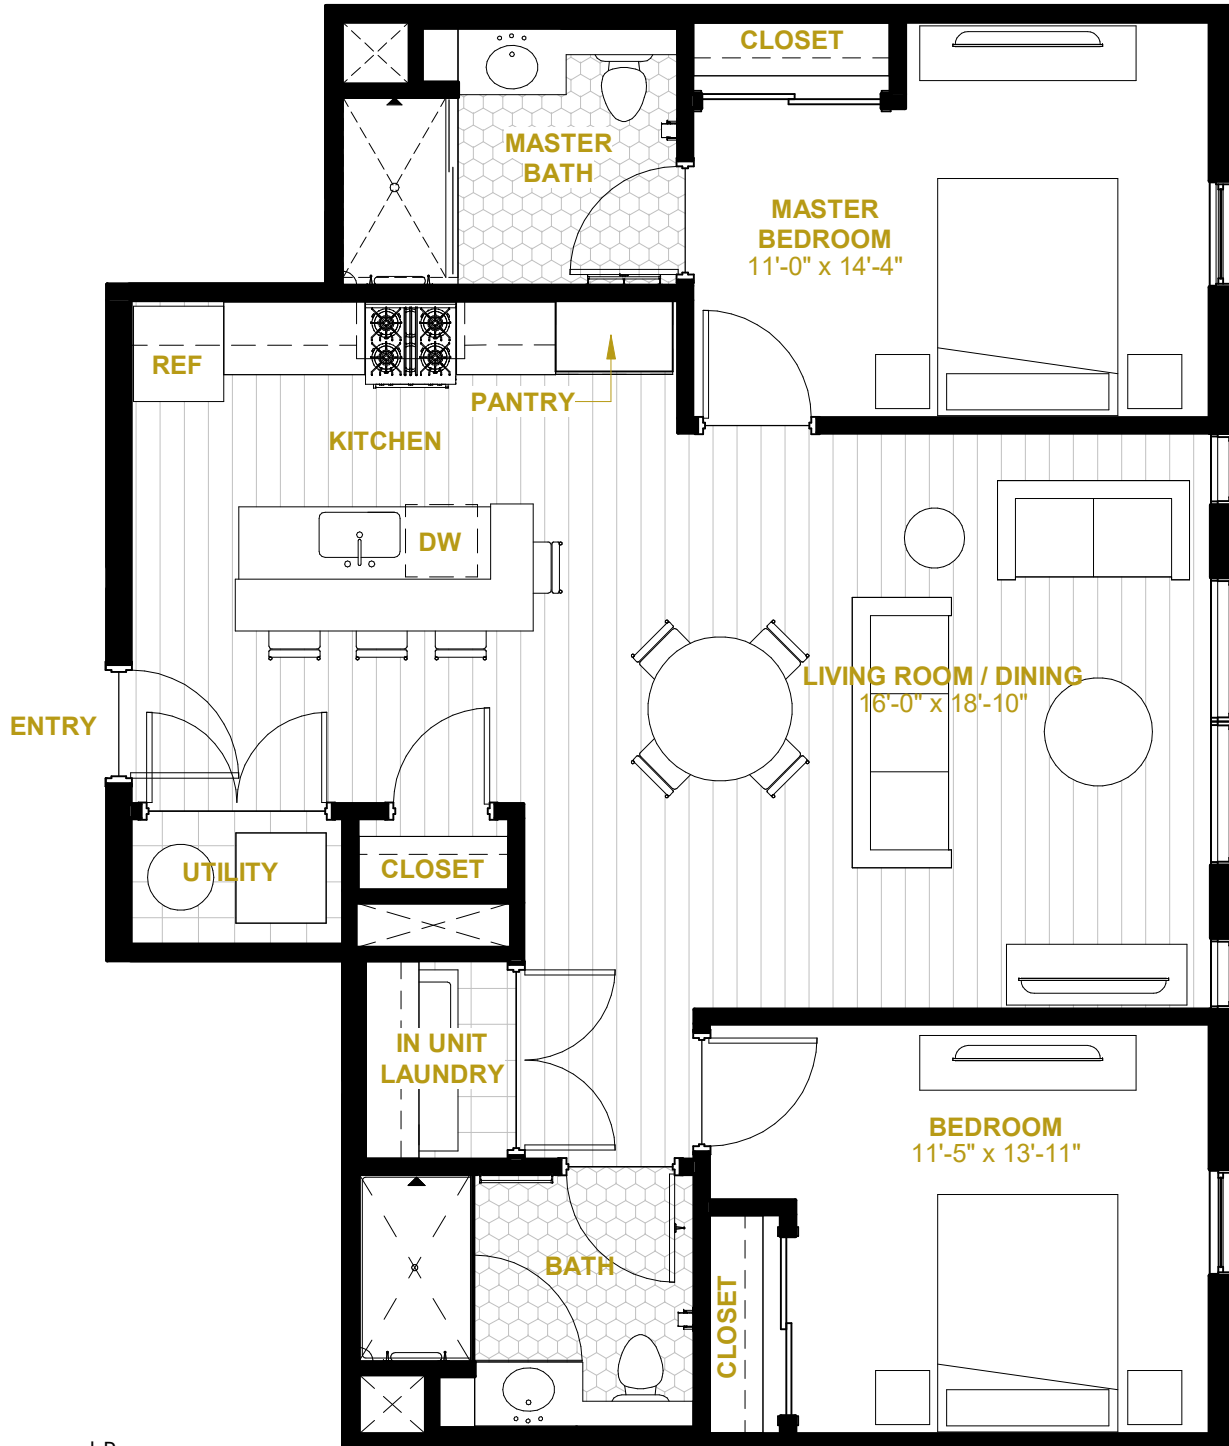 CLOSET
MASTER
BATH
MASTER
BEDROOM
11'-0" x 14'-4"
REF
PANTRY
KITCHEN
DW
LIVING ROOM / DINING
16'-0" x 18'-10"
ENTRY
UTILITY
CLOSET
IN UNIT
LAUNDRY
BEDROOM
11'-5" x 13'-11"
BATH
CLOSET